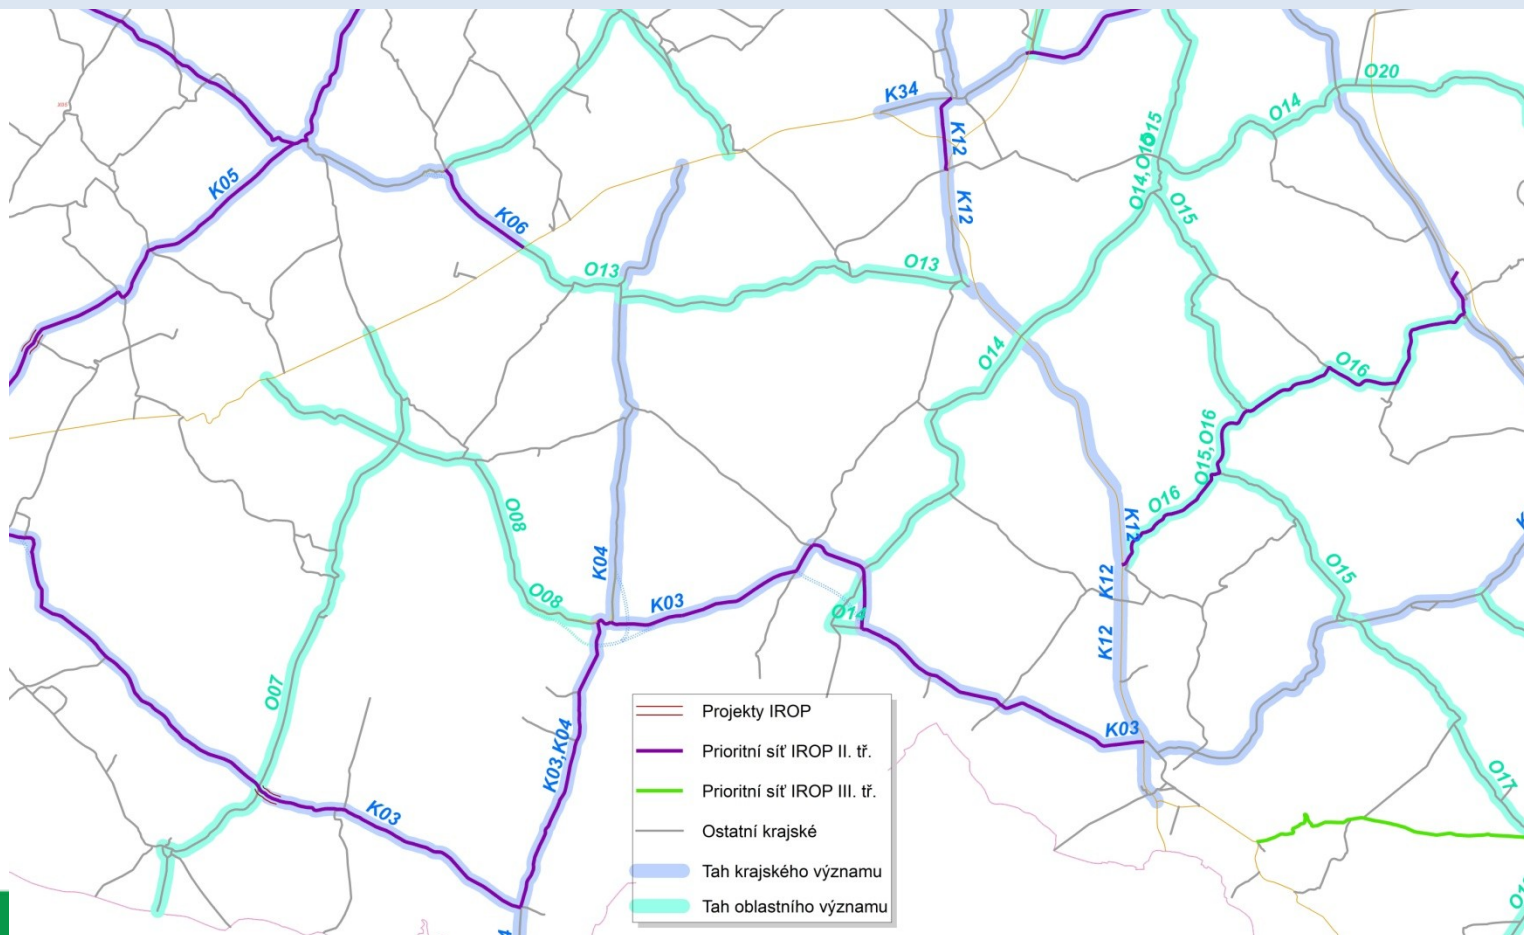 O20
K34
O14
O15
K12
O14,O15
K05
K12
O15
K06
O13
O13
O14
O16
O15,O16
O08
O16
K12
K04
K12
O15
O08
K03
O14
K12
O07
K03
K03,K04
O17
K03
Projekty IROP
Prioritní síť IROP II. tř.
Prioritní síť IROP III. tř.
Ostatní krajské
Tah krajského významu
Tah oblastního významu